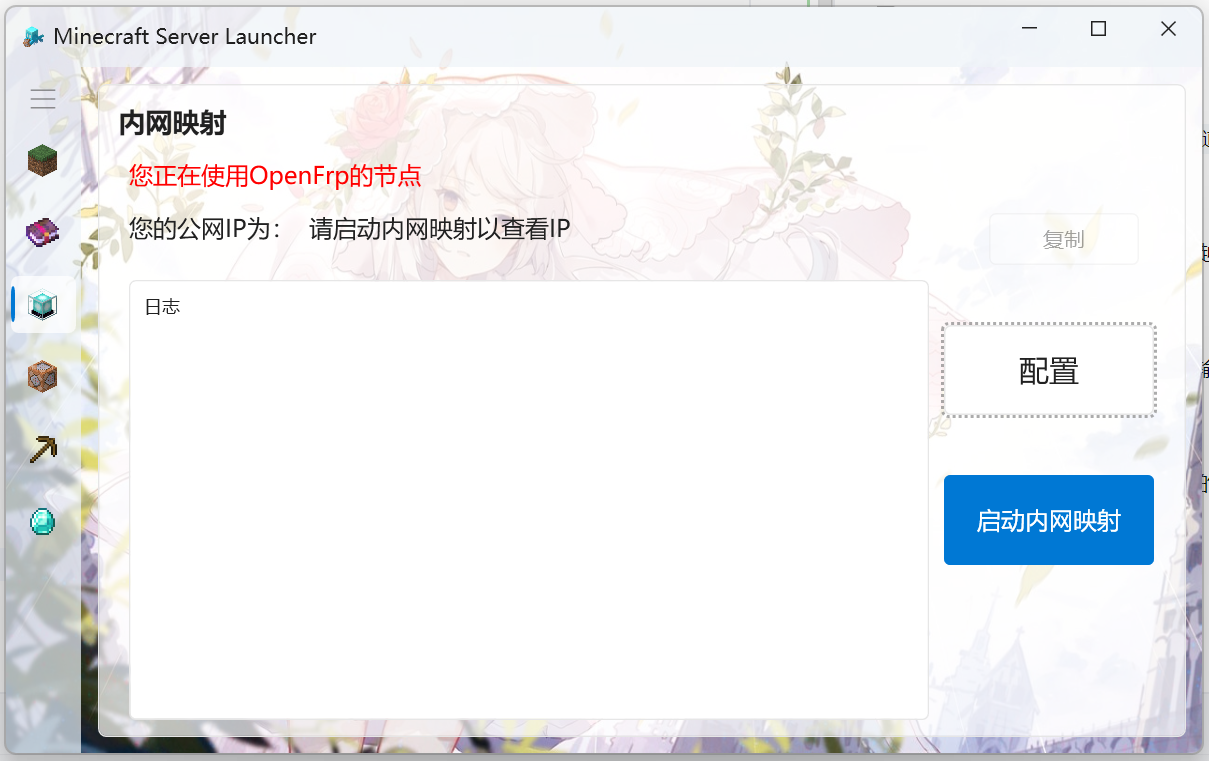 Minecraft Server Launcher
内网映射
您正在使用OpenFrp的节点
您的公网IP为： 请启动内网映射以查看IP
复制
日志
配置
启动内网映射